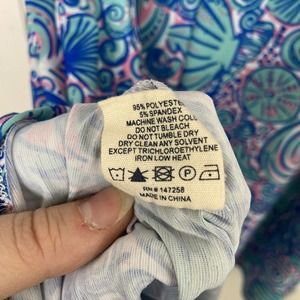 95% POLYESTER
5% SPANDEX
MACHINE WASH COLD
DO NOT BLEACH
DO NOT TUMBLE DRY
DRY CLEAN ANY SOLVENT
EXCEPT TRICHLOROETHYLENE
IRON LOW HEAT
P
RN# 147258
MADE IN CHINA